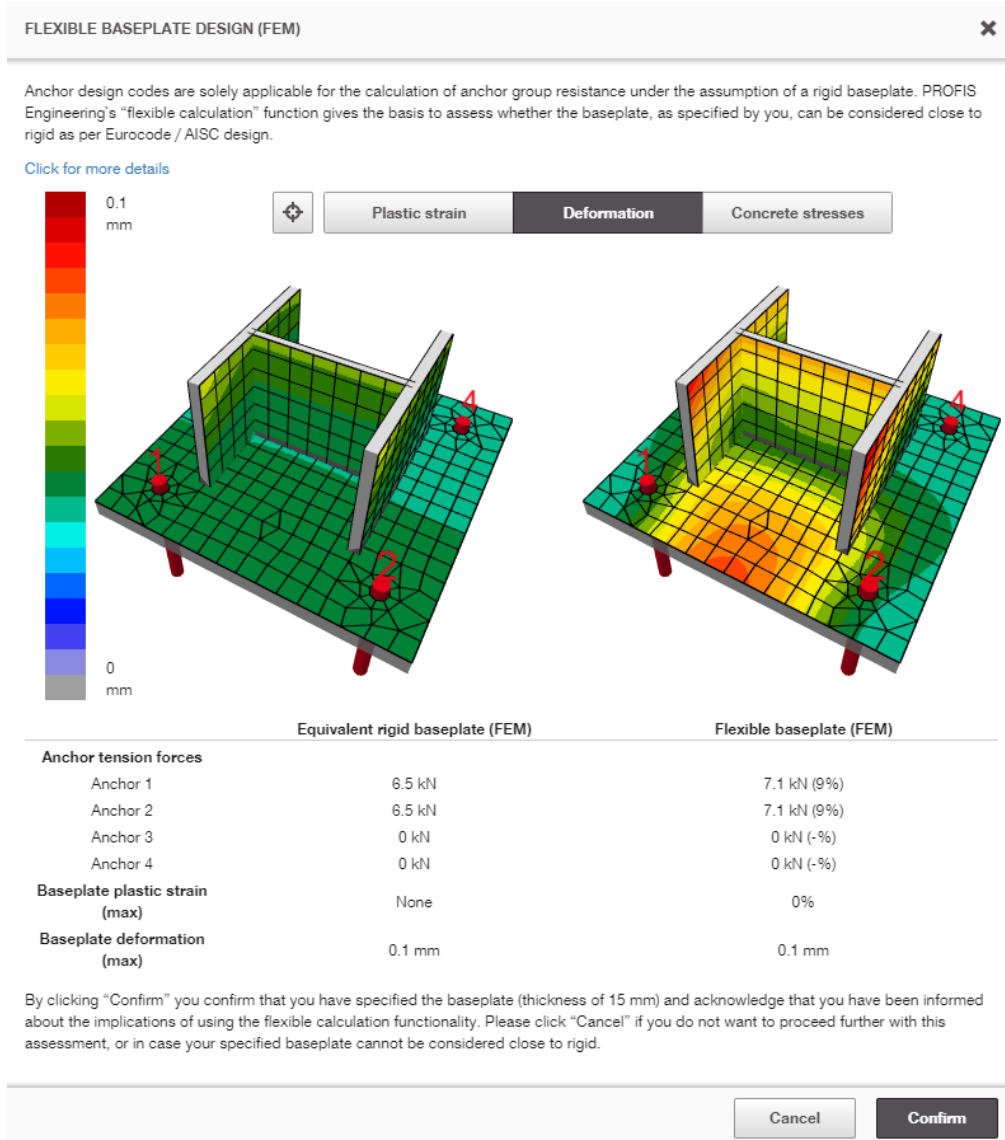 FLEXIBLE BASEPLATE DESIGN (FEM)
Anchor design codes are solely applicable for the calculation of anchor group resistance under the assumption of a rigid baseplate. PROFIS
Engineering`s “flexible calculation” function gives the basis to assess whether the baseplate, as specified by you, can be considered close to
rigid as per Eurocode / AISC design.
Click for more details
0.1
mm
Plastic strain
Deformation
Concrete stresses
1
4
2
1
4
2
0
mm
Equivalent rigid baseplate (FEM) Flexible baseplate (FEM)
Anchor tension forces
Anchor 1 6.5 kN 7.1 kN (9%)
Anchor 2 6.5 kN 7.1 kN (9%)
Anchor 3 0 kN 0 kN (-%)
Anchor 4 0 kN 0 kN (-%)
Baseplate plastic strain
(max) None 0%
Baseplate deformation
(max) 0.1 mm 0.1 mm
By clicking “Confirm” you confirm that you have specified the baseplate (thickness of 15 mm) and acknowledge that you have been informed
about the implications of using the flexible calculation functionality. Please click “Cancel” if you do not want to proceed further with this
assessment, or in case your specified baseplate cannot be considered close to rigid.
Cancel
Confirm